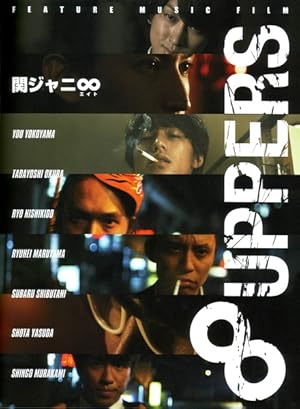 FEATURE MUSIC FILM
関ジャニ∞
エイト
YOU YOKOYAMA
TADAYOSHI OKURA
RYO NISHIKIDO
RYUHEI MARUYAMA
SUBARU SHIBUTANI
SHOTA YASUDA
SHINGO MURAKAMI
8UPPERS